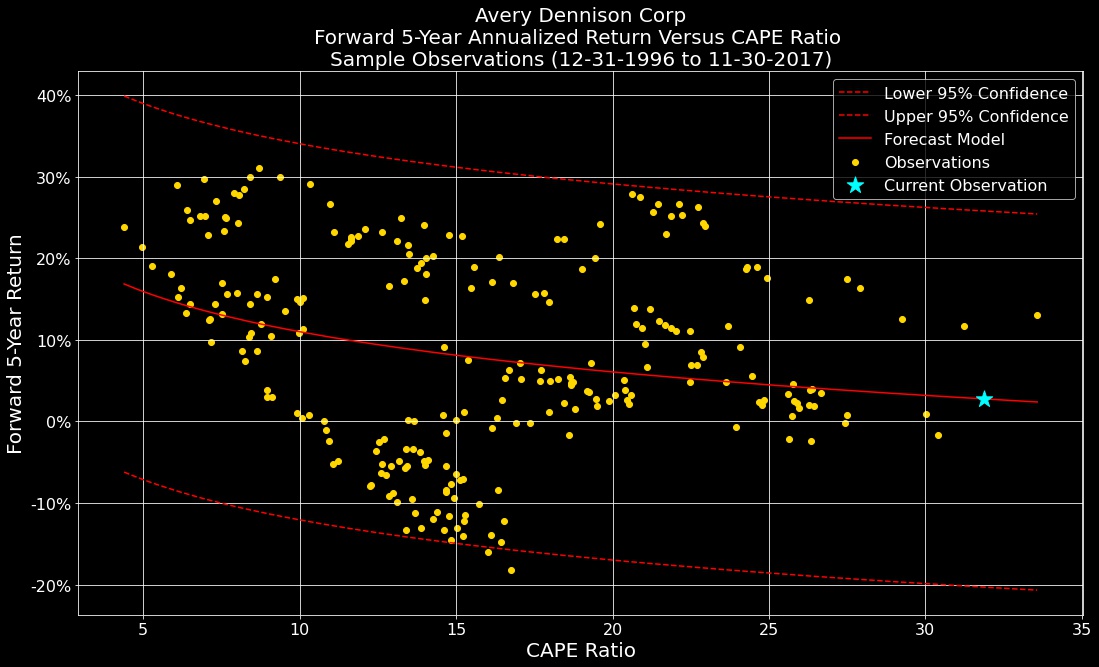 Avery Dennison Corp
Forward 5-Year Annualized Return Versus CAPE Ratio
Sample Observations (12-31-1996 to 11-30-2017)
Lower 95% Confidence
Upper 95% Confidence
Forecast Model
Observations
Current Observation
Forward 5-Year Return
40%
30%
20%
10%
0%
-10%
-20%
5
10
15
20
25
30
35
CAPE Ratio